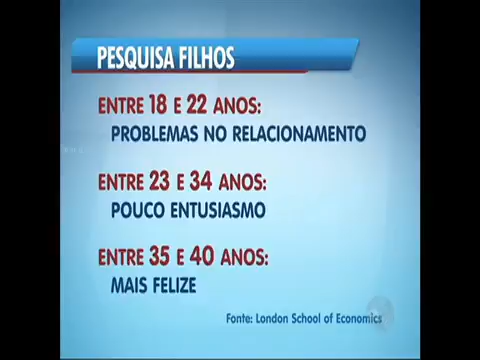 PESQUISA FILHOS
ENTRE 18 E 22 ANOS:
PROBLEMAS NO RELACIONAMENTO
ENTRE 23 E 34 ANOS:
POUCO ENTUSIASMO
ENTRE 35 E 40 ANOS:
MAIS FELIZE
Fonte: London School of Economics